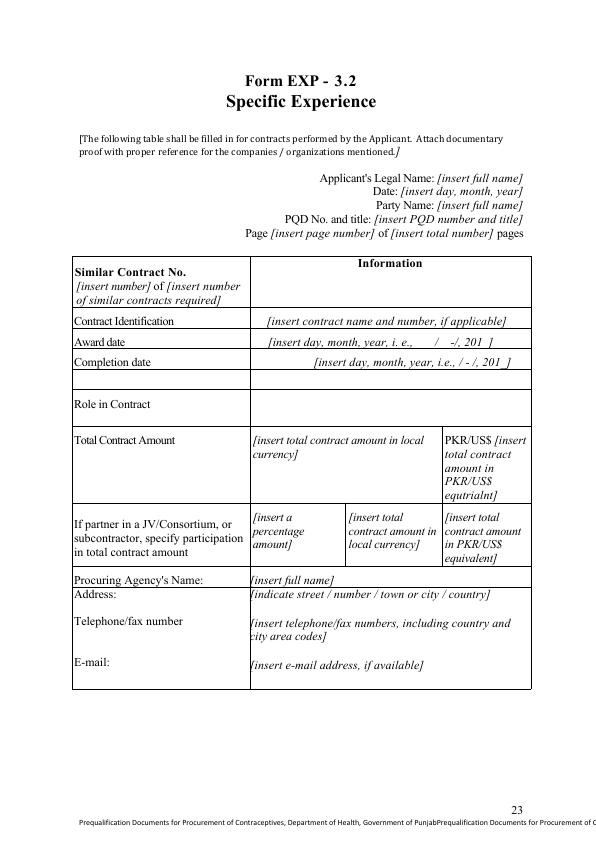 Form EXP - 3.2
Specific Experience
[The following table shall be filled in for contracts performed by the Applicant. Attach documentary
proof with proper reference for the companies / organizations mentioned.]
Applicant's Legal Name: [insert full name]
Date: [insert day, month, year]
Party Name: [insert full name]
PQD No. and title: [insert PQD number and title]
Page [insert page number] of [insert total number] pages
Similar Contract No.
[insert number] of [insert number
of similar contracts required]
Information
Contract Identification
[insert contract name and number, if applicable]
Award date
[insert day, month, year, i. e., / -/, 201_]
Completion date
[insert day, month, year, i.e., / - /, 201_]
Role in Contract
Total Contract Amount
[insert total contract amount in local
currency]
PKR/US$ [insert
total contract
amount in
PKR/US$
equtrialnt]
If partner in a JV/Consortium, or
subcontractor, specify participation
in total contract amount
[insert a
percentage
amount]
[insert total
contract amount in
local currency]
[insert total
contract amount
in PKR/US$
equivalent]
Procuring Agency's Name:
[insert full name]
Address:
[indicate street / number / town or city / country]
Telephone/fax number
[insert telephone/fax numbers, including country and
city area codes]
E-mail:
[insert e-mail address, if available]
23
Prequalification Documents for Procurement of Contraceptives, Department of Health, Government of PunjabPrequalification Documents for Procurement of C